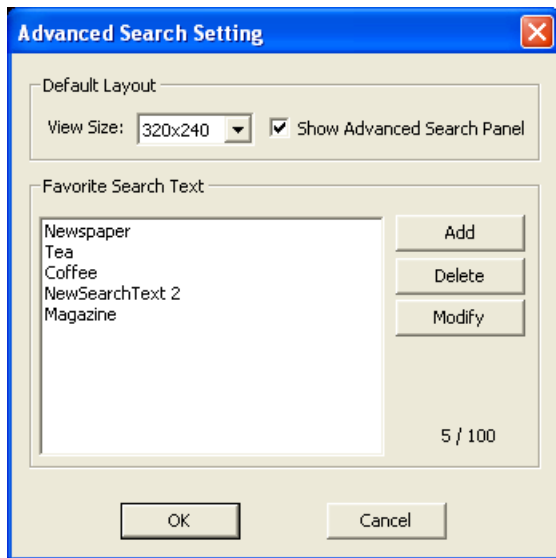 Advanced Search Setting
Default Layout
View Size: 320x240 Show Advanced Search Panel
Favorite Search Text
Newspaper
Tea
Coffee
NewSearchText 2
Magazine
Add
Delete
Modify
5 / 100
OK Cancel